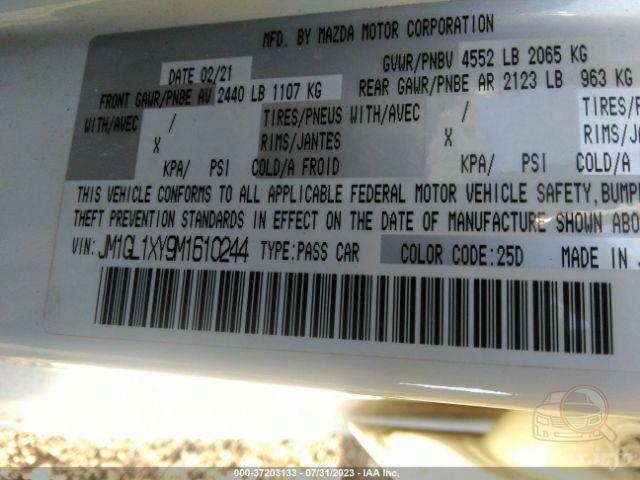 MFD. BY MAZDA MOTOR CORPORATION
DATE 02/21 GVWR/PNBV 4552 LB 2065 KG
FRONT GAWR/PNBE AV 2440 LB 1107 KG REAR GAWR/PNBE AR 2123 LB 963 KG
WITH/AVEC / TIRES/PNEUS WITH/AVEC / TIRES/P
X RIMS/JANTES X RIMS/J
KPA/ PSI COLD/A FROID KPA/ PSI COLD/A
THIS VEHICLE CONFORMS TO ALL APPLICABLE FEDERAL MOTOR VEHICLE SAFETY, BUMP
THEFT PREVENTION STANDARDS IN EFFECT ON THE DATE OF MANUFACTURE SHOWN ABO
VIN: JM1GL1XY9M1610244 TYPE:PASS CAR COLOR CODE:25D MADE IN
000-37203133 - 07/31/2023 - IAA Inc.